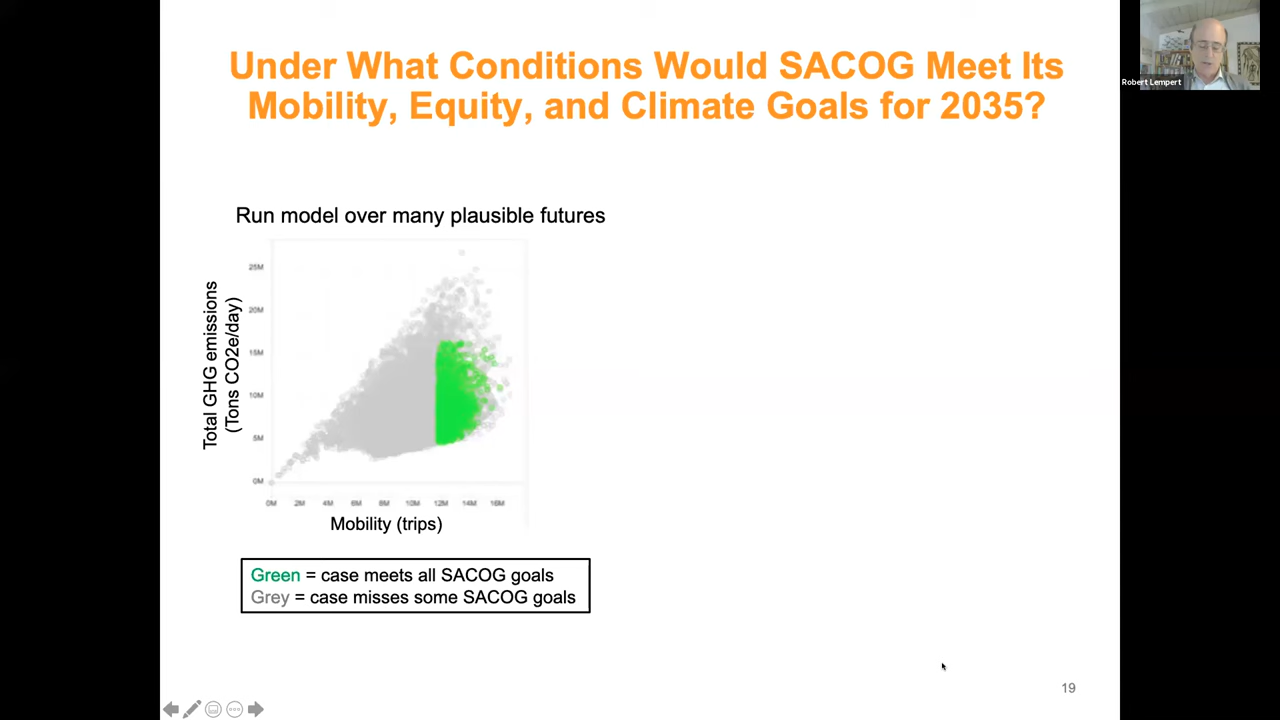 Under What Conditions Would SACOG Meet Its
Mobility, Equity, and Climate Goals for 2035?
Robert Lempert
Run model over many plausible futures
Total GHG emissions
(Tons CO2e/day)
25M
20M
15M
10M
5M
0M
0M 2M 4M 6M 8M 10M 12M 14M 16M
Mobility (trips)
Green = case meets all SACOG goals
Grey = case misses some SACOG goals
19